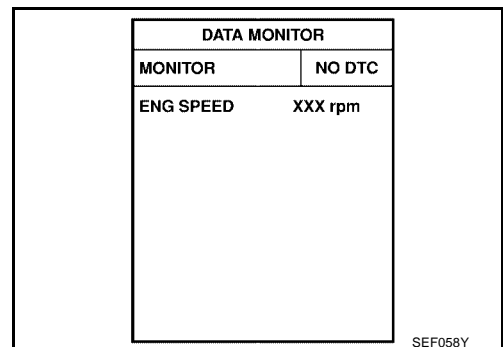 DATA MONITOR
MONITOR NO DTC
ENG SPEED XXX rpm
SEF058Y